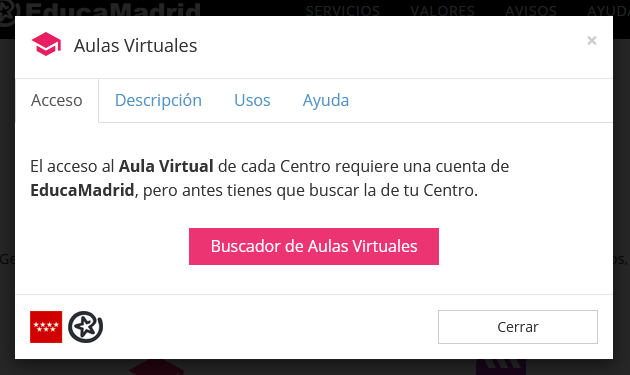 EducaMadrid
SERVICIOS VALORES AVISOS AYUDA
Aulas Virtuales ×
Acceso Descripción Usos Ayuda
El acceso al Aula Virtual de cada Centro requiere una cuenta de
EducaMadrid, pero antes tienes que buscar la de tu Centro.
Buscador de Aulas Virtuales
Cerrar